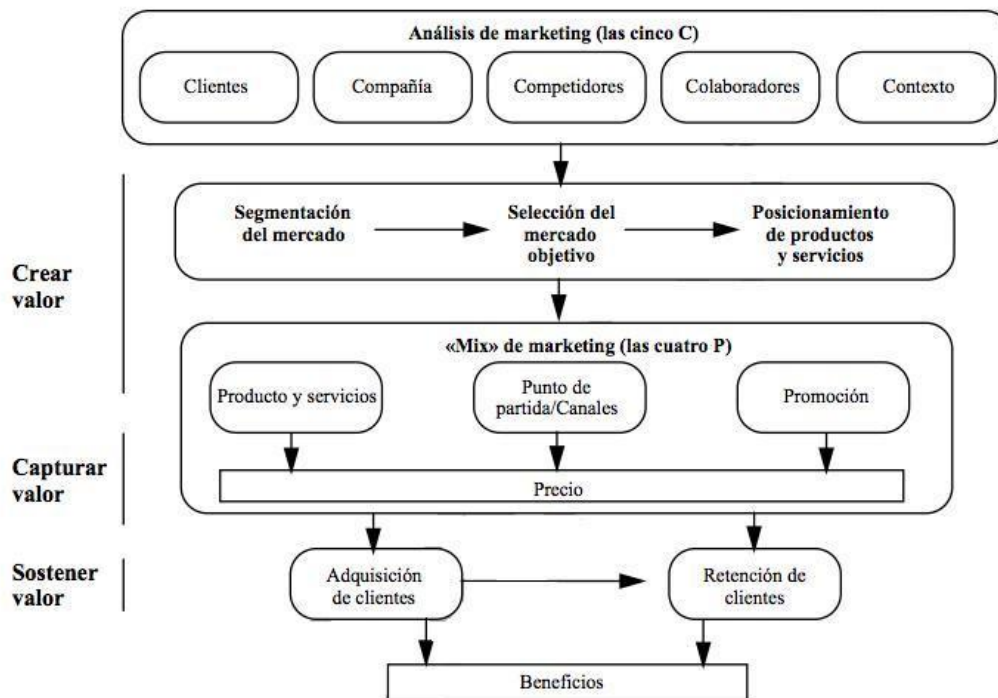 Análisis de marketing (las cinco C)
Clientes
Compañía
Competidores
Colaboradores
Contexto
Crear
valor
Segmentación
del mercado
Selección del
mercado
objetivo
Posicionamiento
de productos
y servicios
«Mix» de marketing (las cuatro P)
Producto y servicios
Punto de
partida/Canales
Promoción
Capturar
valor
Precio
Sostener
valor
Adquisición
de clientes
Retención de
clientes
Beneficios